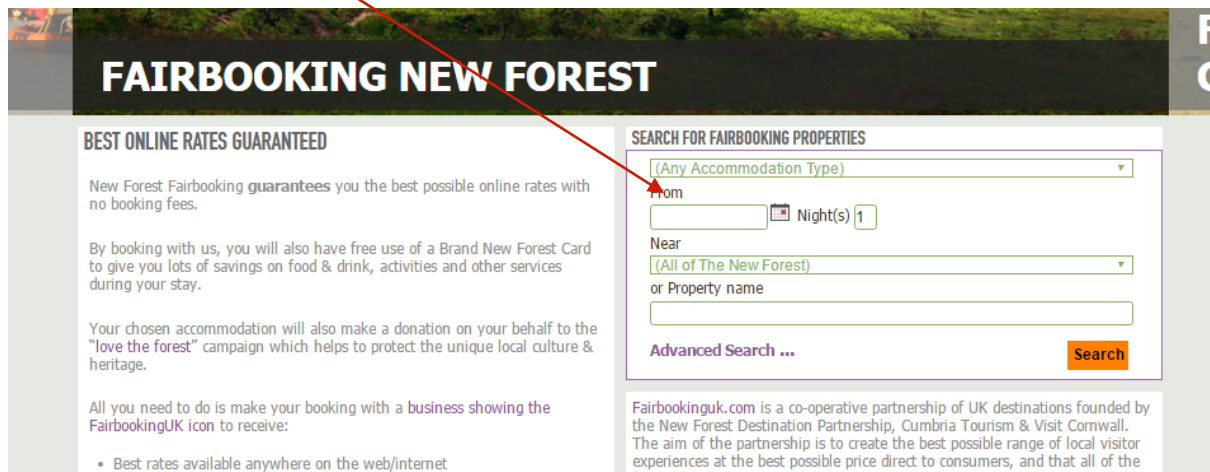 FAIRBOOKING NEW FOREST
BEST ONLINE RATES GUARANTEED
New Forest Fairbooking guarantees you the best possible online rates with
no booking fees.
By booking with us, you will also have free use of a Brand New Forest Card
to give you lots of savings on food & drink, activities and other services
during your stay.
Your chosen accommodation will also make a donation on your behalf to the
"love the forest" campaign which helps to protect the unique local culture &
heritage.
All you need to do is make your booking with a business showing the
FairbookingUK icon to receive:
• Best rates available anywhere on the web/internet
SEARCH FOR FAIRBOOKING PROPERTIES
(Any Accommodation Type)
From
Night(s) 1
Near
(All of The New Forest)
or Property name
Advanced Search ...
Search
Fairbookinguk.com is a co-operative partnership of UK destinations founded by
the New Forest Destination Partnership, Cumbria Tourism & Visit Cornwall.
The aim of the partnership is to create the best possible range of local visitor
experiences at the best possible price direct to consumers, and that all of the